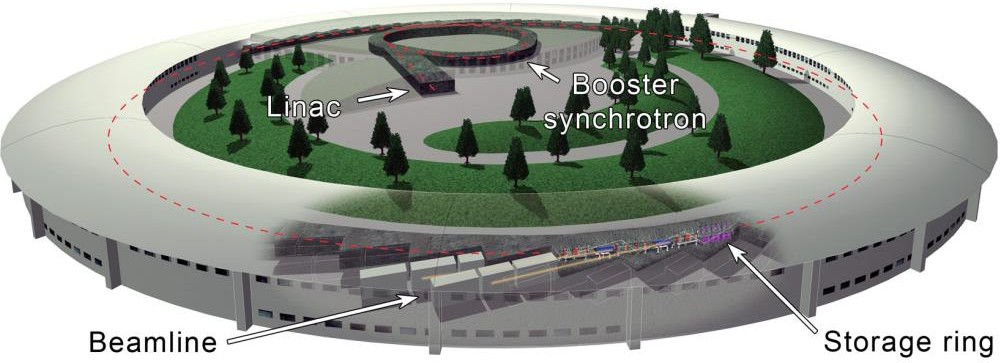 Linac
Booster
synchrotron
Beamline
Storage ring